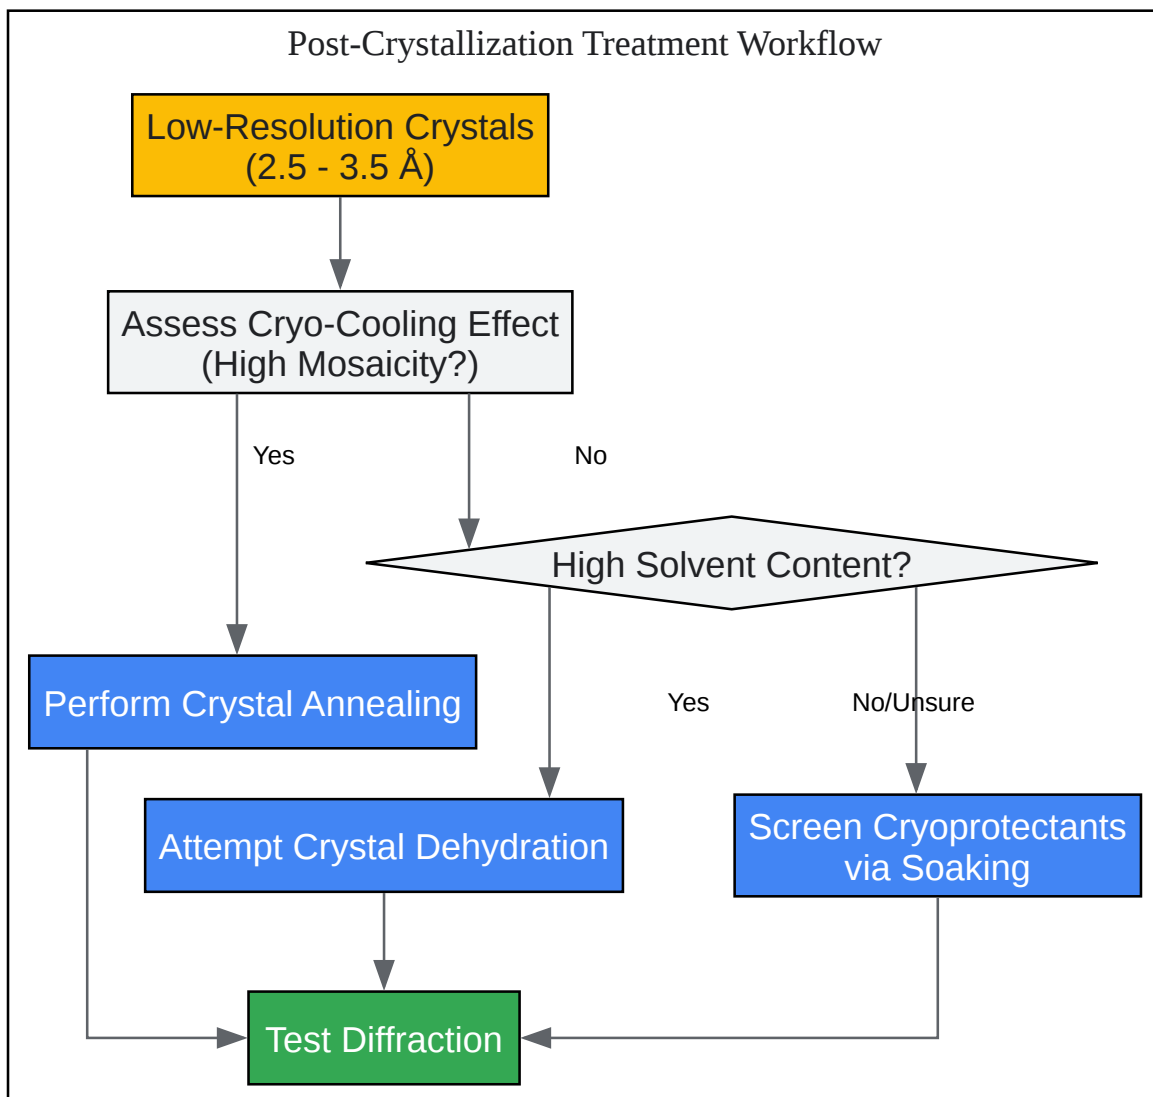 Post-Crystallization Treatment Workflow
Low-Resolution Crystals
(2.5 - 3.5 Å)
Assess Cryo-Cooling Effect
(High Mosaicity?)
Yes
No
High Solvent Content?
Perform Crystal Annealing
Yes
No/Unsure
Attempt Crystal Dehydration
Screen Cryoprotectants
via Soaking
Test Diffraction